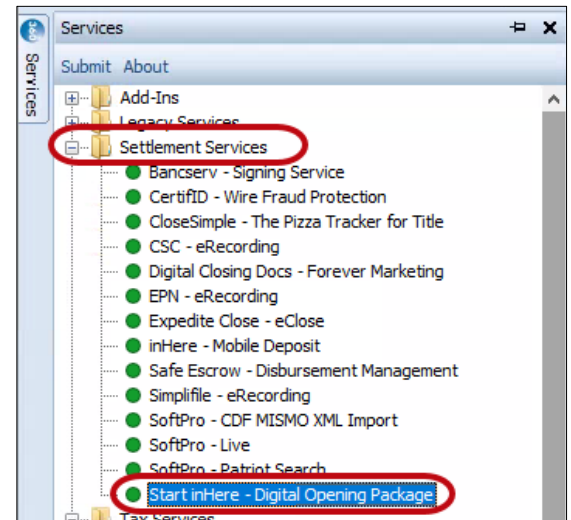 Services
360 Services
Submit About
Add-Ins
Legacy Services
Settlement Services
Bancserv - Signing Service
CertifID - Wire Fraud Protection
CloseSimple - The Pizza Tracker for Title
CSC - eRecording
Digital Closing Docs - Forever Marketing
EPN - eRecording
Expedite Close - eClose
inHere - Mobile Deposit
Safe Escrow - Disbursement Management
Simplifile - eRecording
SoftPro - CDF MISMO XML Import
SoftPro - Live
SoftPro - Patriot Search
Start inHere - Digital Opening Package
Tax Services